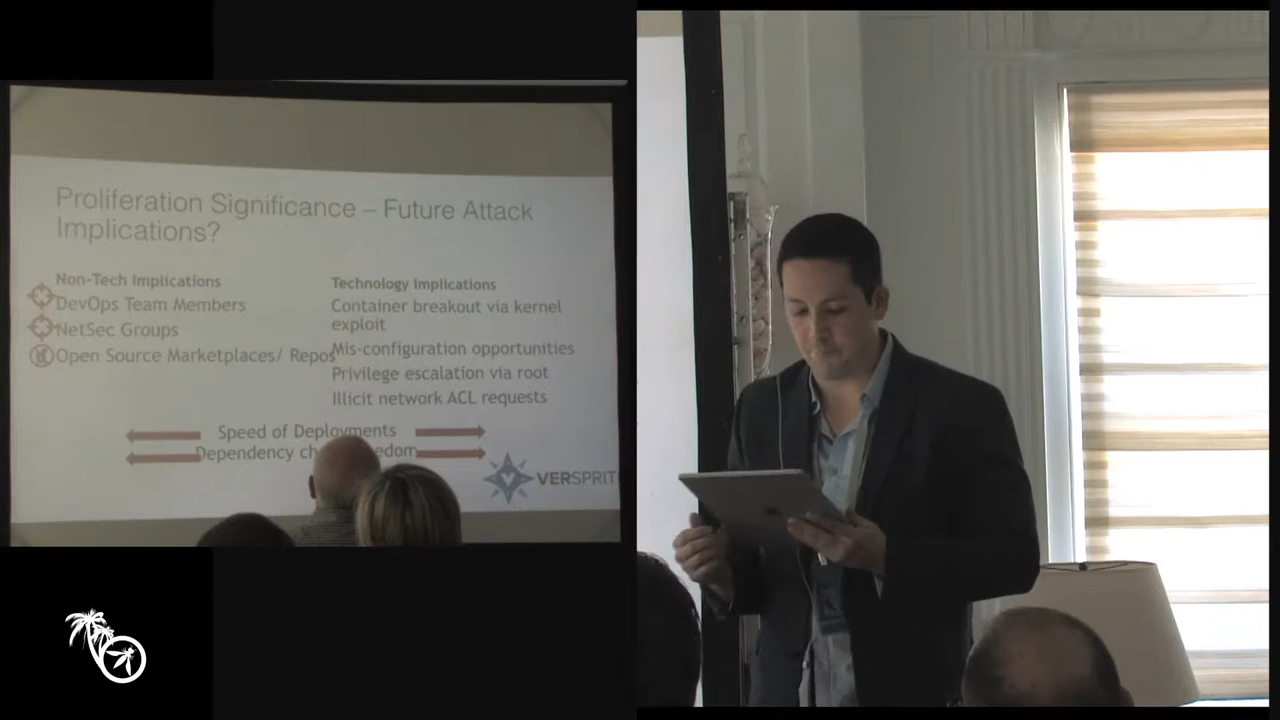 Proliferation Significance – Future Attack
Implications?
Non-Tech Implications
DevOps Team Members
NetSec Groups
Open Source Marketplaces/ Repos
Technology Implications
Container breakout via kernel
exploit
Mis-configuration opportunities
Privilege escalation via root
Illicit network ACL requests
Speed of Deployments
Dependency
VERSPRIT